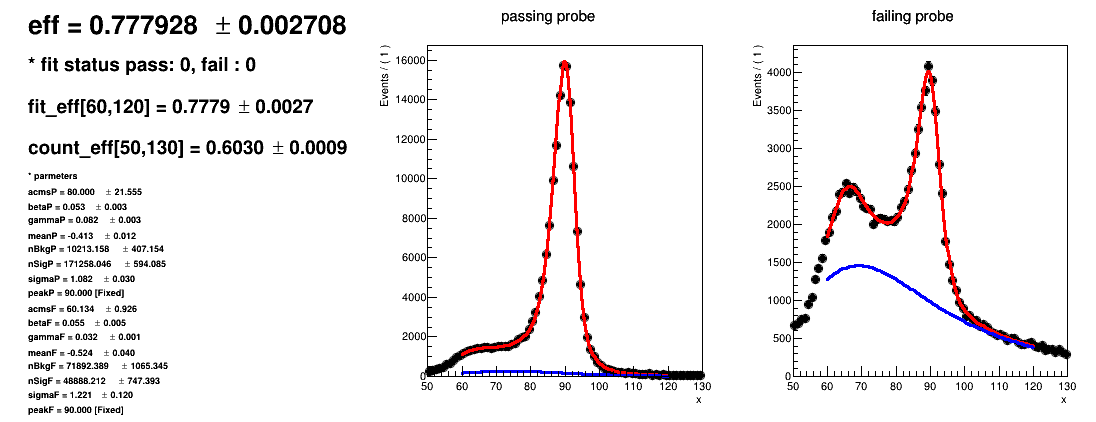 eff = 0.777928 ± 0.002708
* fit status pass: 0, fail : 0
fit_eff[60,120] = 0.7779 ± 0.0027
count_eff[50,130] = 0.6030 ± 0.0009
* parmeters
acmsP = 80.000 ± 21.555
betaP = 0.053 ± 0.003
gammaP = 0.082 ± 0.003
meanP = -0.413 ± 0.012
nBkgP = 10213.158 ± 407.154
nSigP = 171258.046 ± 594.085
sigmaP = 1.082 ± 0.030
peakP = 90.000 [Fixed]
acmsF = 60.134 ± 0.926
betaF = 0.055 ± 0.005
gammaF = 0.032 ± 0.001
meanF = -0.524 ± 0.040
nBkgF = 71892.389 ± 1065.345
nSigF = 48888.212 ± 747.393
sigmaF = 1.221 ± 0.120
peakF = 90.000 [Fixed]
passing probe
Events / ( 1 )
16000
14000
12000
10000
8000
6000
4000
2000
0
50 60 70 80 90 100 110 120 130
x
failing probe
Events / ( 1 )
4000
3500
3000
2500
2000
1500
1000
500
0
50 60 70 80 90 100 110 120 130
x